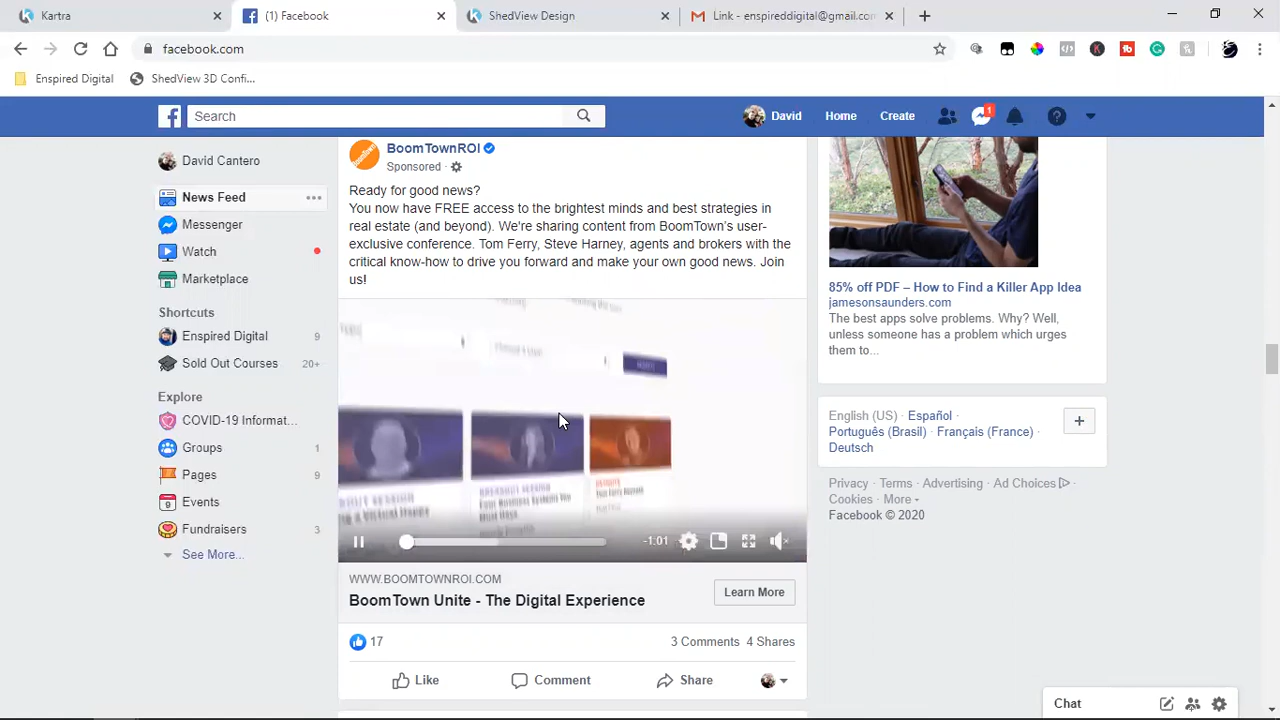 Kartra
(1) Facebook
ShedView Design
Link - enspireddigital@gmail.com
facebook.com
Enspired Digital
ShedView 3D Confi...
Search
David
Home
Create
1
David Cantero
News Feed
Messenger
Watch
Marketplace
Shortcuts
Enspired Digital 9
Sold Out Courses 20+
Explore
COVID-19 Informat...
Groups 1
Pages 9
Events
Fundraisers 3
See More...
BoomTownROI
Sponsored ·
Ready for good news?
You now have FREE access to the brightest minds and best strategies in
real estate (and beyond). We're sharing content from BoomTown's user-
exclusive conference. Tom Ferry, Steve Harney, agents and brokers with the
critical know-how to drive you forward and make your own good news. Join
us!
-1:01
WWW.BOOMTOWNROI.COM
BoomTown Unite - The Digital Experience
Learn More
17
3 Comments 4 Shares
Like
Comment
Share
85% off PDF – How to Find a Killer App Idea
jamesonsaunders.com
The best apps solve problems. Why? Well,
unless someone has a problem which urges
them to...
English (US) · Español ·
Português (Brasil) · Français (France) ·
Deutsch
Privacy · Terms · Advertising · Ad Choices
Cookies · More
Facebook © 2020
Chat